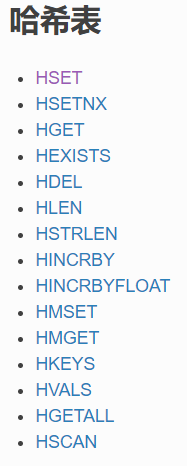 哈希表
HSET
HSETNX
HGET
HEXISTS
HDEL
HLEN
HSTRLEN
HINCRBY
HINCRBYFLOAT
HMSET
HMGET
HKEYS
HVALS
HGETALL
HSCAN